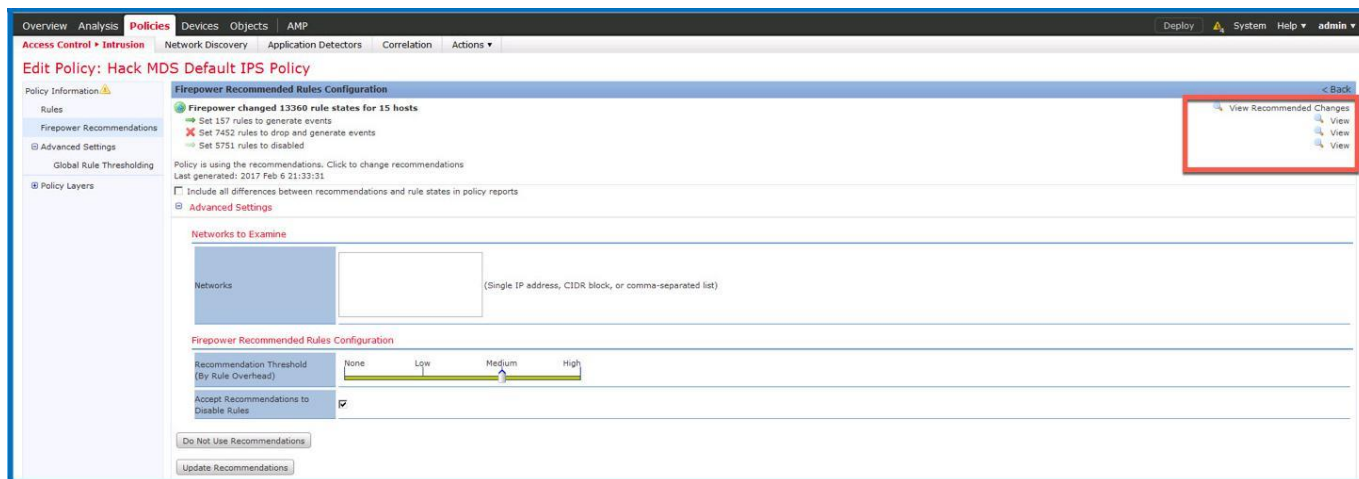 Overview Analysis Policies Devices Objects AMP Deploy System Help admin
Access Control Intrusion Network Discovery Application Detectors Correlation Actions
Edit Policy: Hack MDS Default IPS Policy
Policy Information
Rules
Firepower Recommendations
Advanced Settings
Global Rule Thresholding
Policy Layers
Firepower Recommended Rules Configuration < Back
Firepower changed 13360 rule states for 15 hosts View Recommended Changes
Set 157 rules to generate events View
Set 7452 rules to drop and generate events View
Set 5751 rules to disabled View
Policy is using the recommendations. Click to change recommendations
Last generated: 2017 Feb 6 21:33:31
Include all differences between recommendations and rule states in policy reports
Advanced Settings
Networks to Examine
Networks (Single IP address, CIDR block, or comma-separated list)
Firepower Recommended Rules Configuration
Recommendation Threshold
(By Rule Overhead)
None Low Medium High
Accept Recommendations to
Disable Rules
Do Not Use Recommendations
Update Recommendations